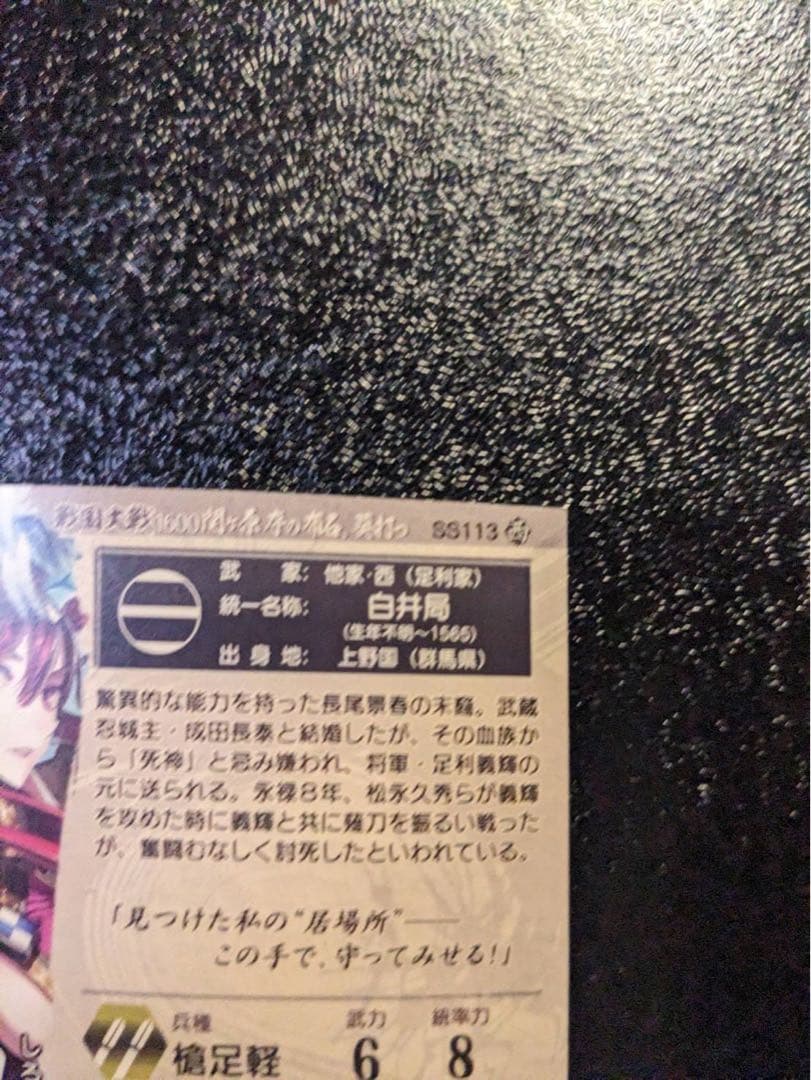 戦国大戦 1600 関ヶ原 序の布石、葵打つ SS113
武 家: 他家・西（足利家）
統一名称: 白井局
（生年不明～1565）
出身地: 上野国（群馬県）
驚異的な能力を持った長尾景春の末裔。武蔵
忍城主・成田長泰と結婚したが、その血族か
ら「死神」と忌み嫌われ、将軍・足利義輝の
元に送られる。永禄８年、松永久秀らが義輝
を攻めた時に義輝と共に薙刀を振るい戦った
が、奮闘むなしく討死したといわれている。
「見つけた私の“居場所”――
この手で、守ってみせる！」
兵種 武力 統率力
槍足軽 6 8